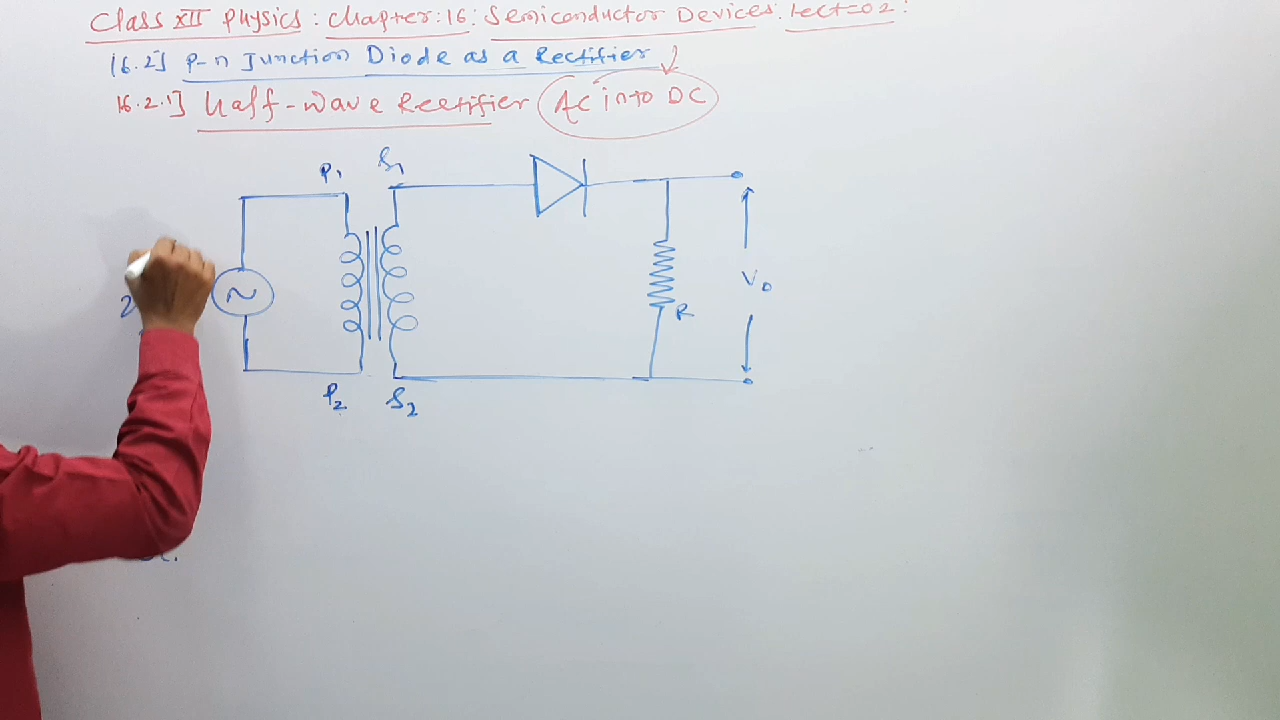 Class XII Physics: Chapter: 16: Semiconductor Devices: Lect=02:
16.2] P-n Junction Diode as a Rectifier
16.2.1] Half-Wave Rectifier AC into DC
P1 S1
~
2
V0
R
P2 S2